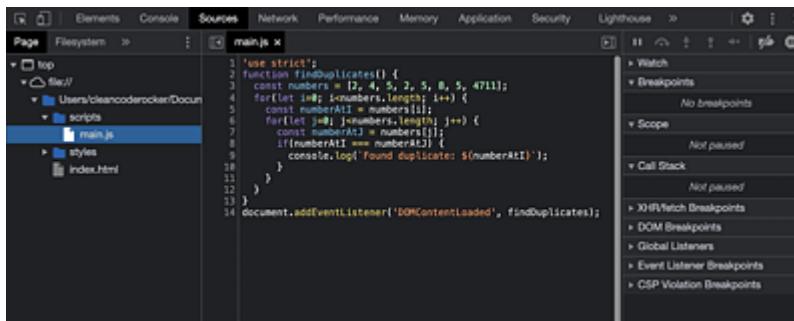 Elements Console Sources Network Performance Memory Application Security Lighthouse »
Page Filesystem » main.js ×
top
file://
Users/cleancoderocker/Docun
scripts
main.js
styles
index.html
1 'use strict';
2 function findDuplicates() {
3 const numbers = [2, 4, 5, 2, 5, 8, 5, 4711];
4 for(let i=0; i<numbers.length; i++) {
5 const numberAtI = numbers[i];
6 for(let j=0; j<numbers.length; j++) {
7 const numberAtJ = numbers[j];
8 if(numberAtI === numberAtJ) {
9 console.log(`Found duplicate: ${numberAtI}`);
10 }
11 }
12 }
13 }
14 document.addEventListener('DOMContentLoaded', findDuplicates);
Watch
Breakpoints
No breakpoints
Scope
Not paused
Call Stack
Not paused
XHR/fetch Breakpoints
DOM Breakpoints
Global Listeners
Event Listener Breakpoints
CSP Violation Breakpoints